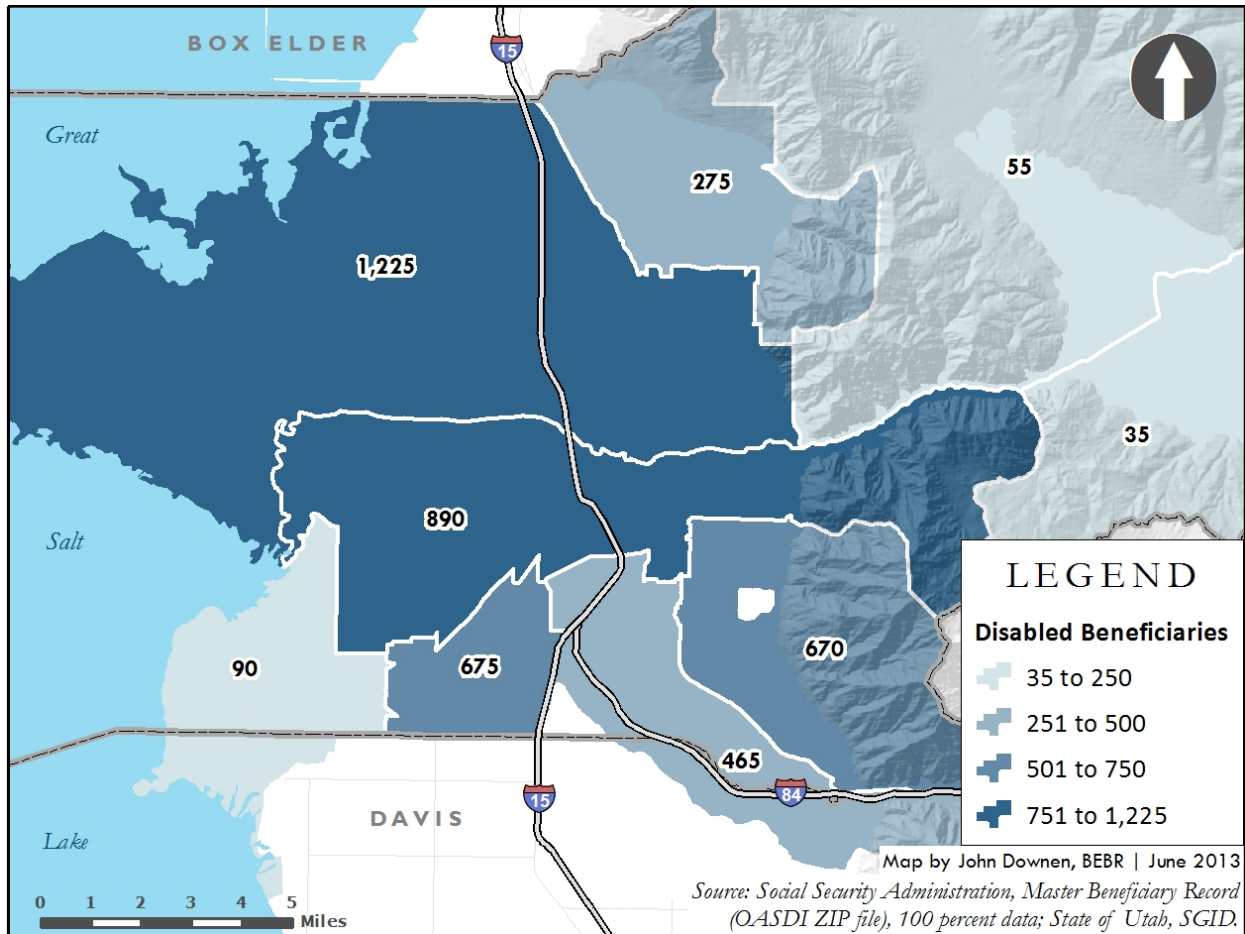 BOX ELDER
15
Great
55
275
1,225
35
890
Salt
LEGEND
Disabled Beneficiaries
35 to 250
251 to 500
501 to 750
751 to 1,225
90
675
670
465
84
15
DAVIS
Lake
Map by John Downen, BEBR | June 2013
0 1 2 3 4 5
Miles
Source: Social Security Administration, Master Beneficiary Record
(OASDI ZIP file), 100 percent data; State of Utah, SGID.